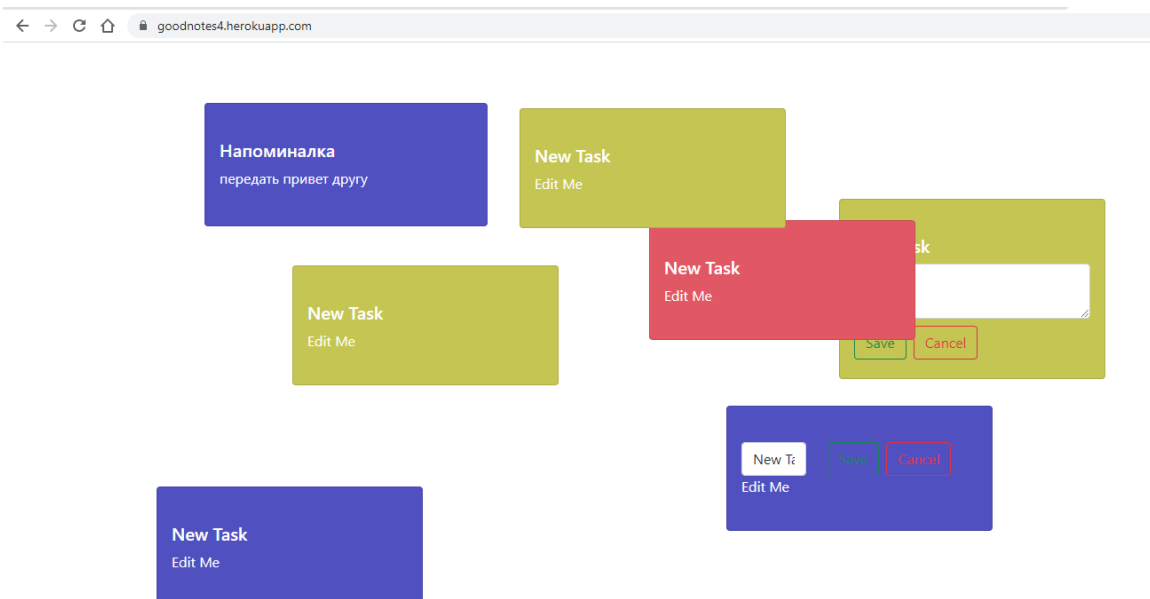 goodnotes4.herokuapp.com
Напоминалка
передать привет другу
New Task
Edit Me
New Task
Edit Me
sk
Save
Cancel
New Task
Edit Me
New Ta
Save
Cancel
Edit Me
New Task
Edit Me